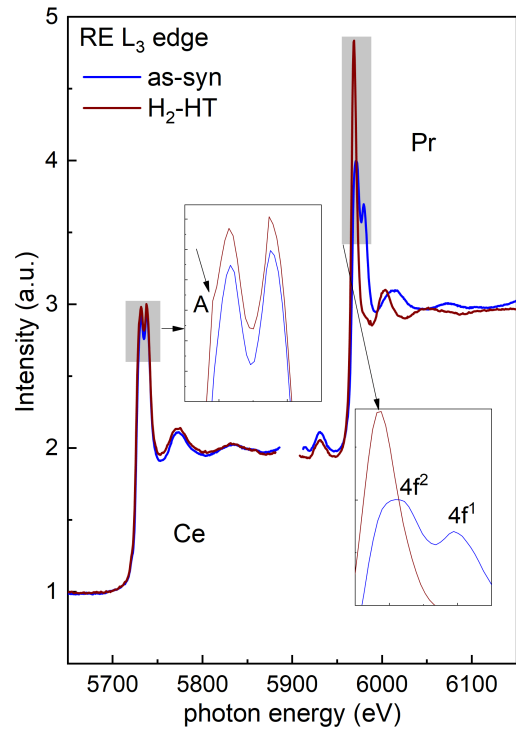 5
RE L₃ edge
as-syn
H₂-HT
Pr
4
A
3
4f²
4f¹
2
Ce
1
5700 5800 5900 6000 6100
photon energy (eV)
Intensity (a.u.)